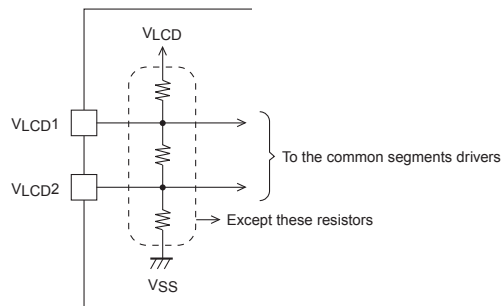 VLCD
VLCD1
To the common segments drivers
VLCD2
Except these resistors
VSS